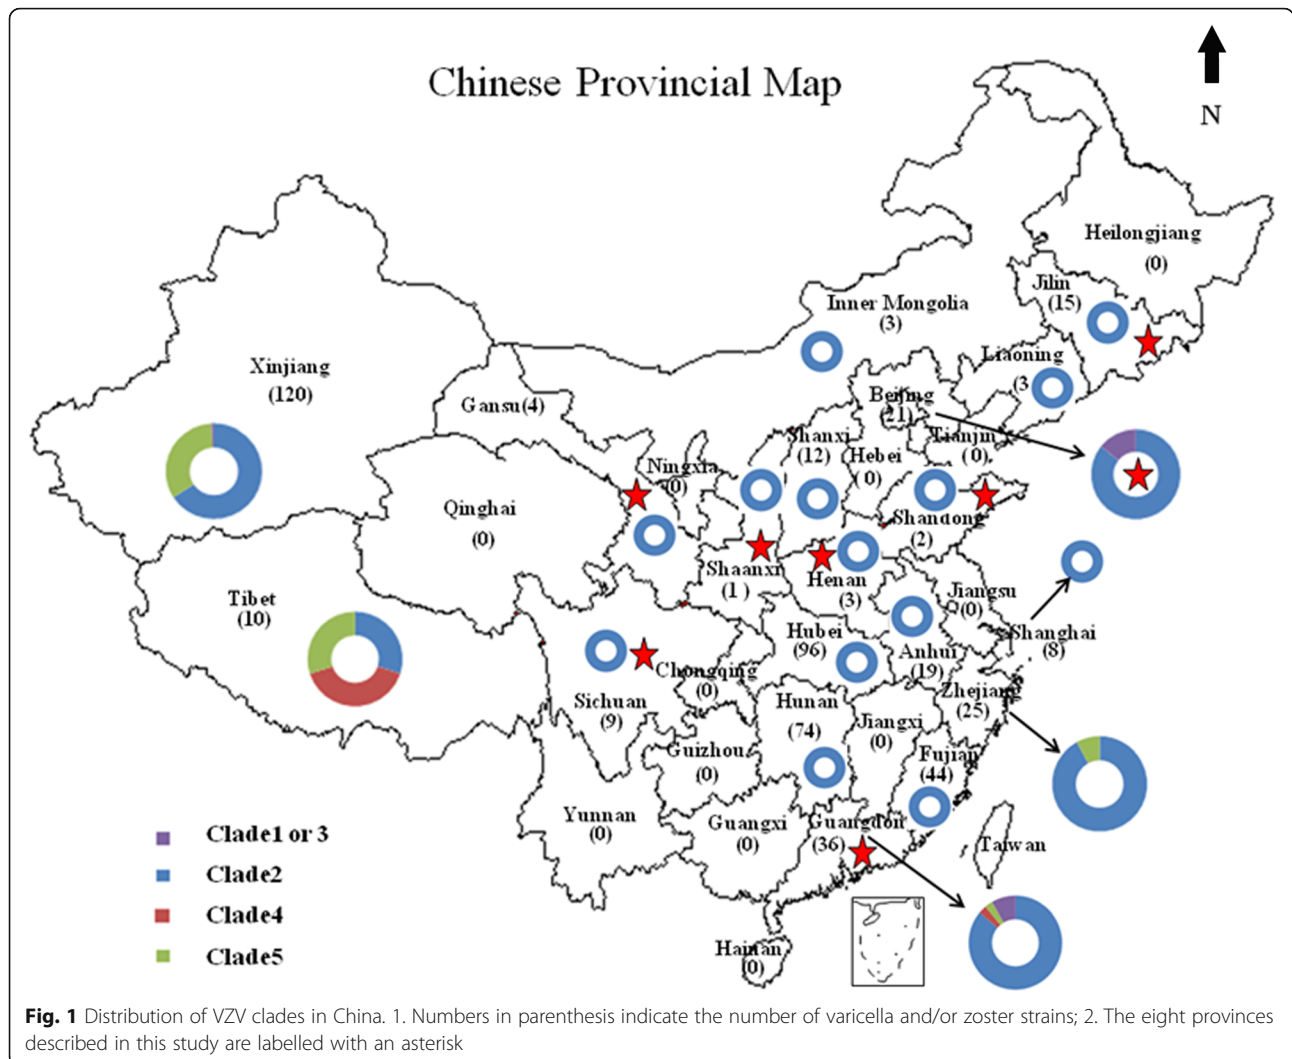 Chinese Provincial Map
N
Heilongjiang
(0)
Jilin
(15)
Inner Mongolia
(3)
Liaoning
(3
Xinjiang
(120)
Gansu(4)
Beijing
(21)
Shanxi
(12)
Hebei
(0)
Tianjin
(0)
Ningxia
(0)
Qinghai
(0)
Shandong
(2)
Shaanxi
(1)
Henan
(3)
Jiangsu
(0)
Tibet
(10)
Shanghai
(8)
Hubei
(96)
Anhui
(19)
Chongqing
(0)
Sichuan
(9)
Zhejiang
(25)
Hunan
(74)
Jiangxi
(0)
Guizhou
(0)
Fujian
(44)
Yunnan
(0)
Guangxi
(0)
Guangdon
(36)
Taiwan
Hainan
(0)
Clade1 or 3
Clade2
Clade4
Clade5
Fig. 1 Distribution of VZV clades in China. 1. Numbers in parenthesis indicate the number of varicella and/or zoster strains; 2. The eight provinces
described in this study are labelled with an asterisk